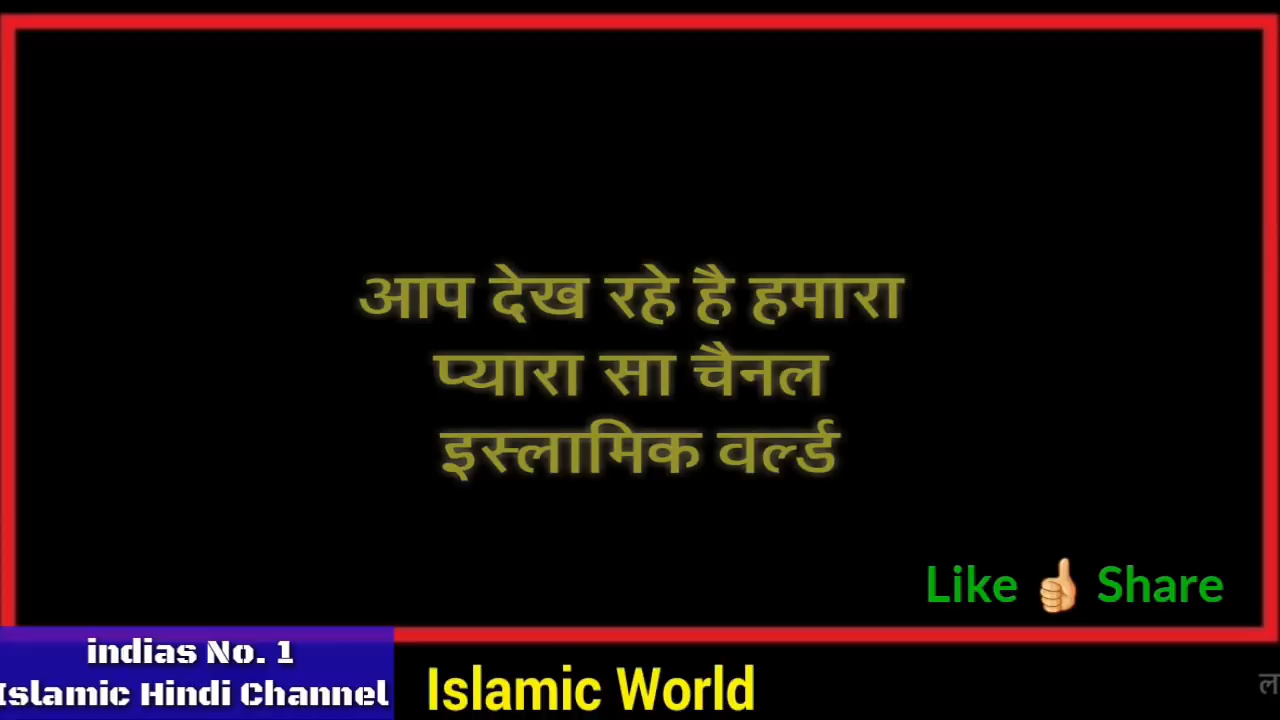 आप देख रहे है हमारा
प्यारा सा चैनल
इस्लामिक वर्ल्ड
Like 👍 Share
indias No. 1
Islamic Hindi Channel
Islamic World